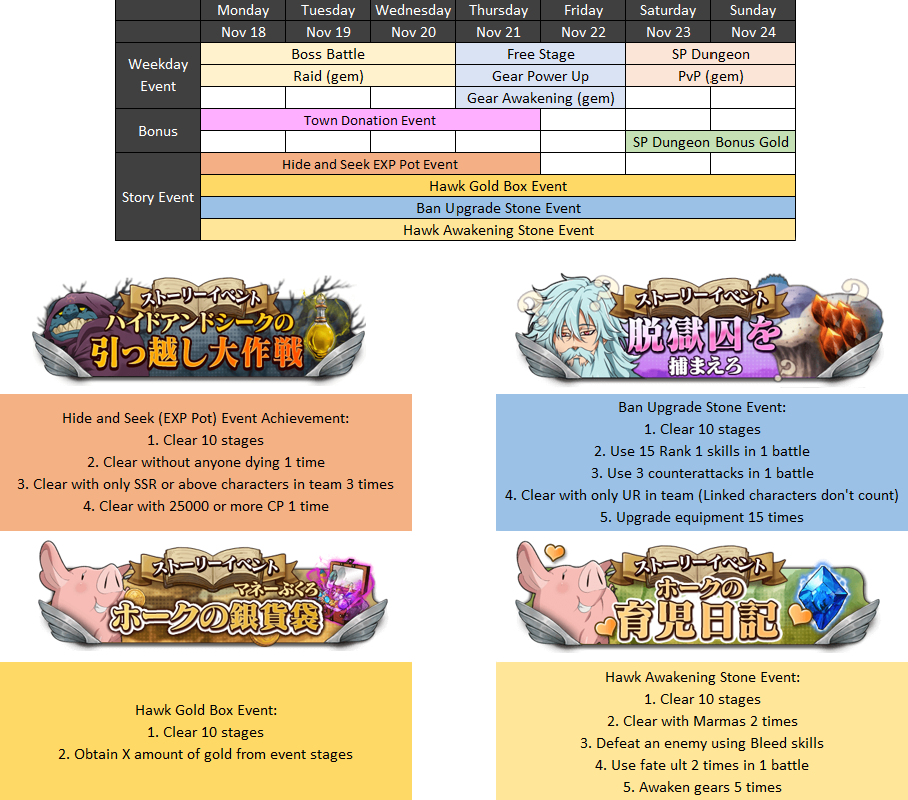 Monday Tuesday Wednesday Thursday Friday Saturday Sunday
Nov 18 Nov 19 Nov 20 Nov 21 Nov 22 Nov 23 Nov 24
Weekday Event
Boss Battle Free Stage SP Dungeon
Raid (gem) Gear Power Up PvP (gem)
Gear Awakening (gem)
Bonus
Town Donation Event
SP Dungeon Bonus Gold
Story Event
Hide and Seek EXP Pot Event
Hawk Gold Box Event
Ban Upgrade Stone Event
Hawk Awakening Stone Event
ストーリーイベント
ハイドアンドシークの
引っ越し大作戦
ストーリーイベント
脱獄囚を
捕まえろ
Hide and Seek (EXP Pot) Event Achievement:
1. Clear 10 stages
2. Clear without anyone dying 1 time
3. Clear with only SSR or above characters in team 3 times
4. Clear with 25000 or more CP 1 time
Ban Upgrade Stone Event:
1. Clear 10 stages
2. Use 15 Rank 1 skills in 1 battle
3. Use 3 counterattacks in 1 battle
4. Clear with only UR in team (Linked characters don't count)
5. Upgrade equipment 15 times
ストーリーイベント
マネーぶくろ
ホークの銀貨袋
ストーリーイベント
ホークの
育児日記
Hawk Gold Box Event:
1. Clear 10 stages
2. Obtain X amount of gold from event stages
Hawk Awakening Stone Event:
1. Clear 10 stages
2. Clear with Marmas 2 times
3. Defeat an enemy using Bleed skills
4. Use fate ult 2 times in 1 battle
5. Awaken gears 5 times